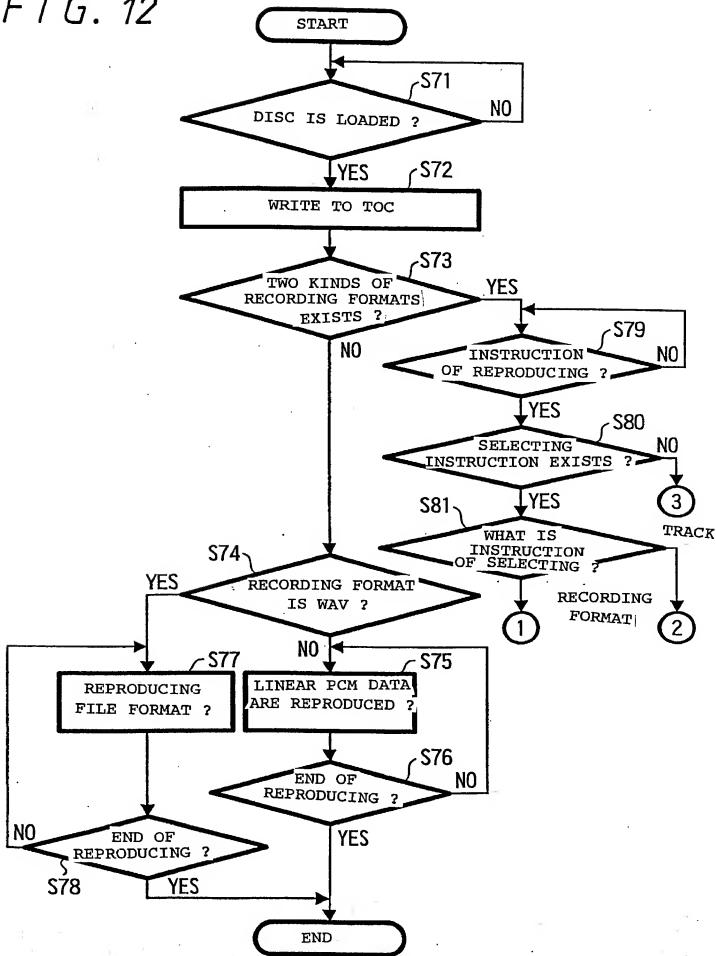 FIG. 12
START
S71
DISC IS LOADED ?
NO
YES
S72
WRITE TO TOC
S73
TWO KINDS OF
RECORDING FORMATS
EXISTS ?
YES
NO
S79
INSTRUCTION
OF REPRODUCING ?
NO
YES
S80
SELECTING
INSTRUCTION EXISTS ?
NO
3
YES
S81
WHAT IS
INSTRUCTION
OF SELECTING ?
TRACK
RECORDING
FORMAT
1
2
S74
RECORDING FORMAT
IS WAV ?
YES
NO
S77
REPRODUCING
FILE FORMAT ?
S75
LINEAR PCM DATA
ARE REPRODUCED ?
S76
END OF
REPRODUCING ?
NO
YES
NO
END OF
REPRODUCING ?
S78
YES
END